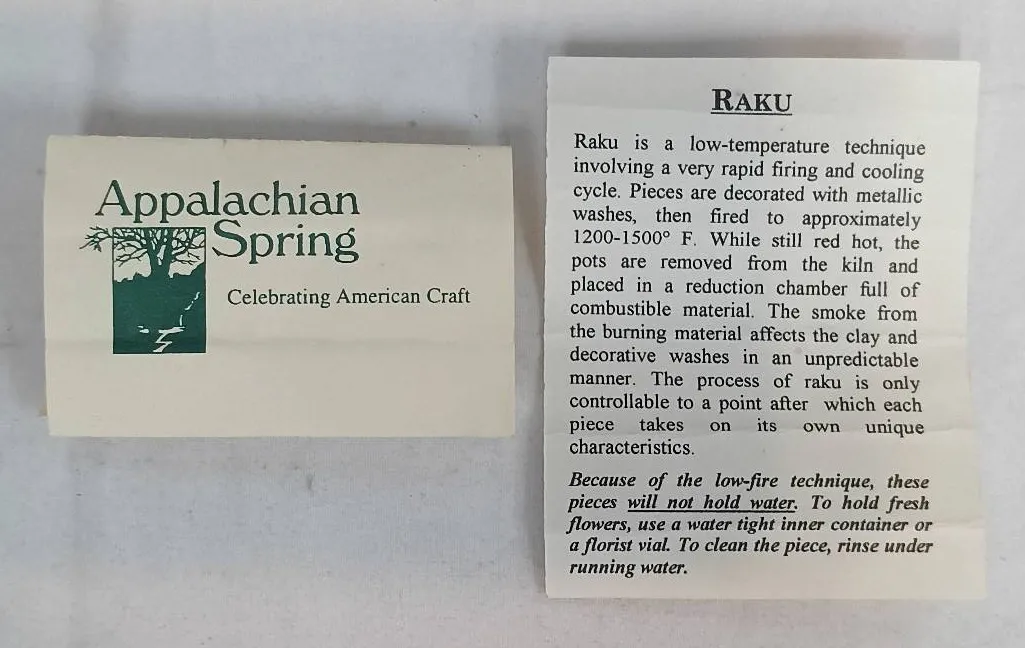 Appalachian
Spring
Celebrating American Craft
RAKU
Raku is a low-temperature technique
involving a very rapid firing and cooling
cycle. Pieces are decorated with metallic
washes, then fired to approximately
1200-1500° F. While still red hot, the
pots are removed from the kiln and
placed in a reduction chamber full of
combustible material. The smoke from
the burning material affects the clay and
decorative washes in an unpredictable
manner. The process of raku is only
controllable to a point after which each
piece takes on its own unique
characteristics.
Because of the low-fire technique, these
pieces will not hold water. To hold fresh
flowers, use a water tight inner container or
a florist vial. To clean the piece, rinse under
running water.